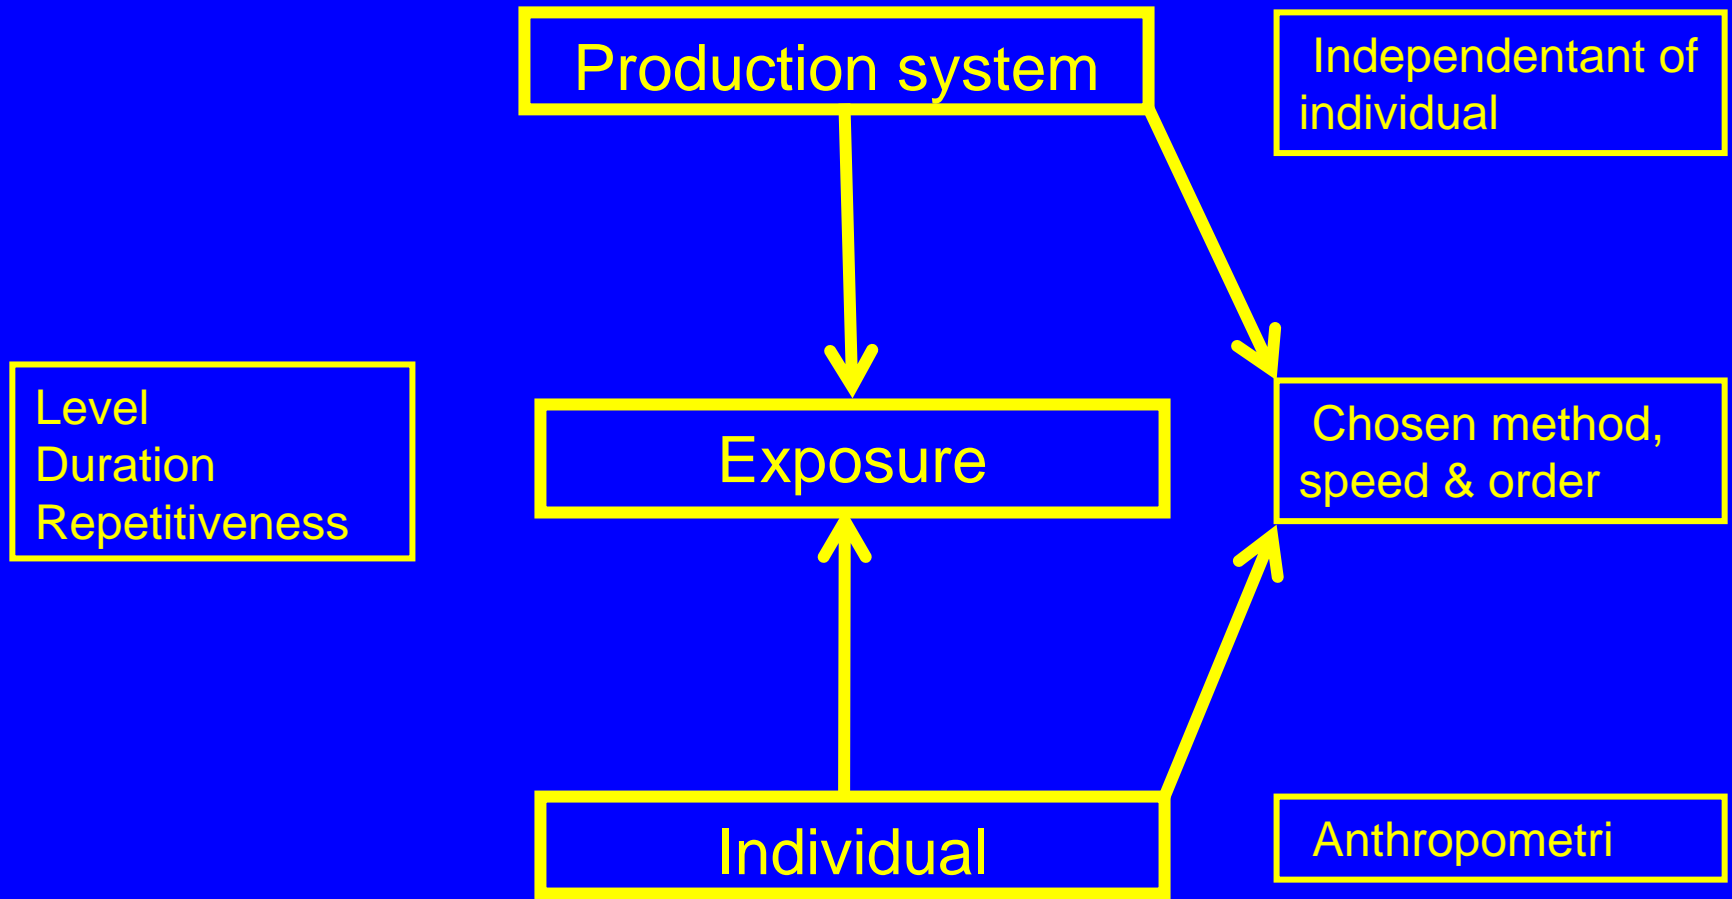 Production system
Independentant of
individual
Level
Duration
Repetitiveness
Exposure
Chosen method,
speed & order
Individual
Anthropometri